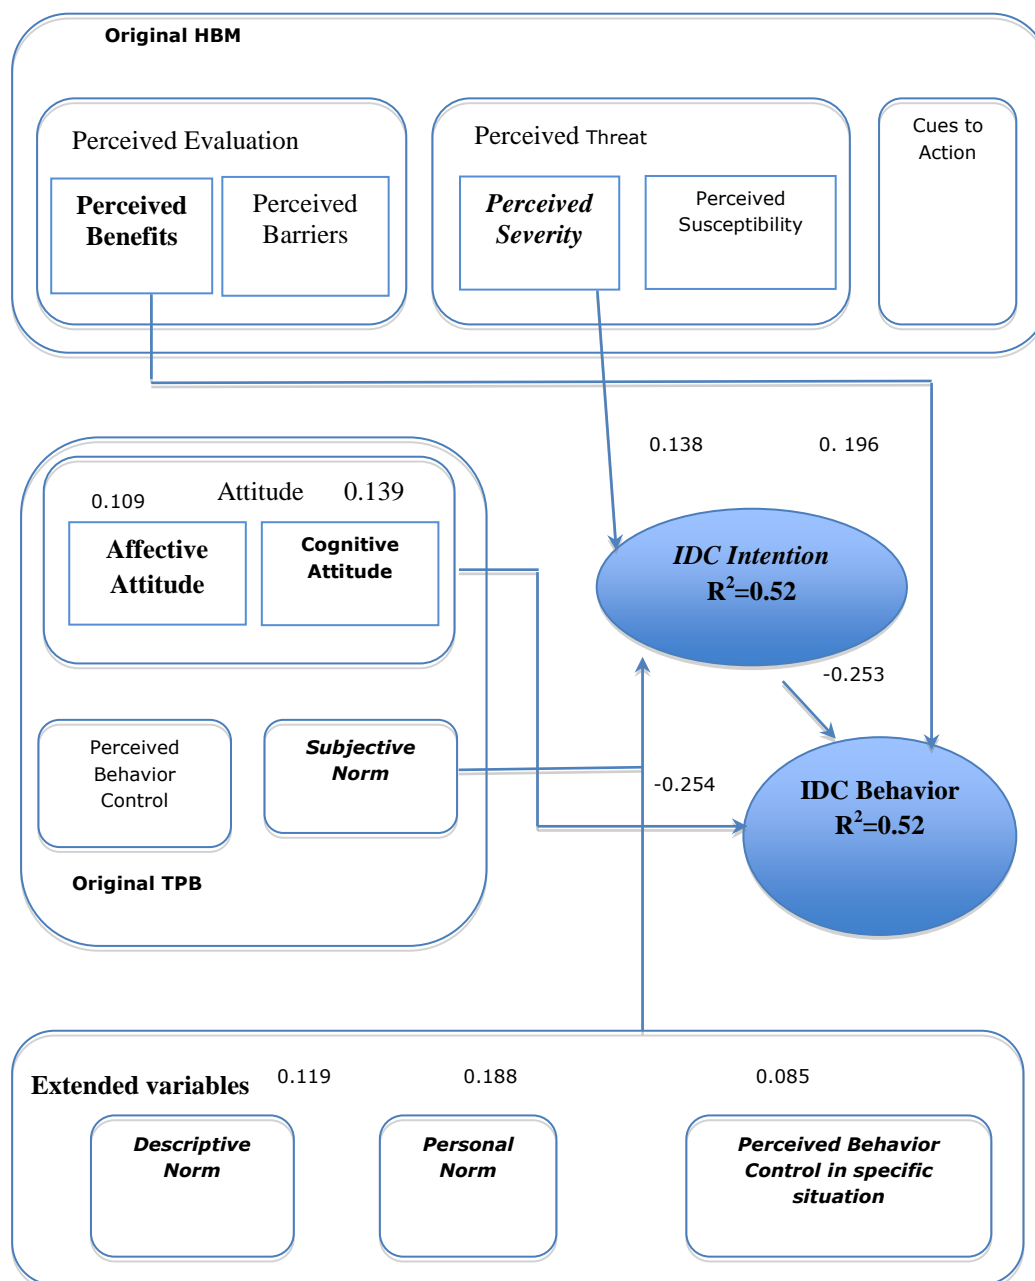 Original HBM
Perceived Evaluation
Perceived
Benefits
Perceived
Barriers
Perceived Threat
Perceived
Severity
Perceived
Susceptibility
Cues to
Action
0.138
0. 196
0.109
Attitude
0.139
Affective
Attitude
Cognitive
Attitude
IDC Intention
R²=0.52
-0.253
Perceived
Behavior
Control
Subjective
Norm
-0.254
IDC Behavior
R²=0.52
Original TPB
Extended variables
0.119
0.188
0.085
Descriptive
Norm
Personal
Norm
Perceived Behavior
Control in specific
situation